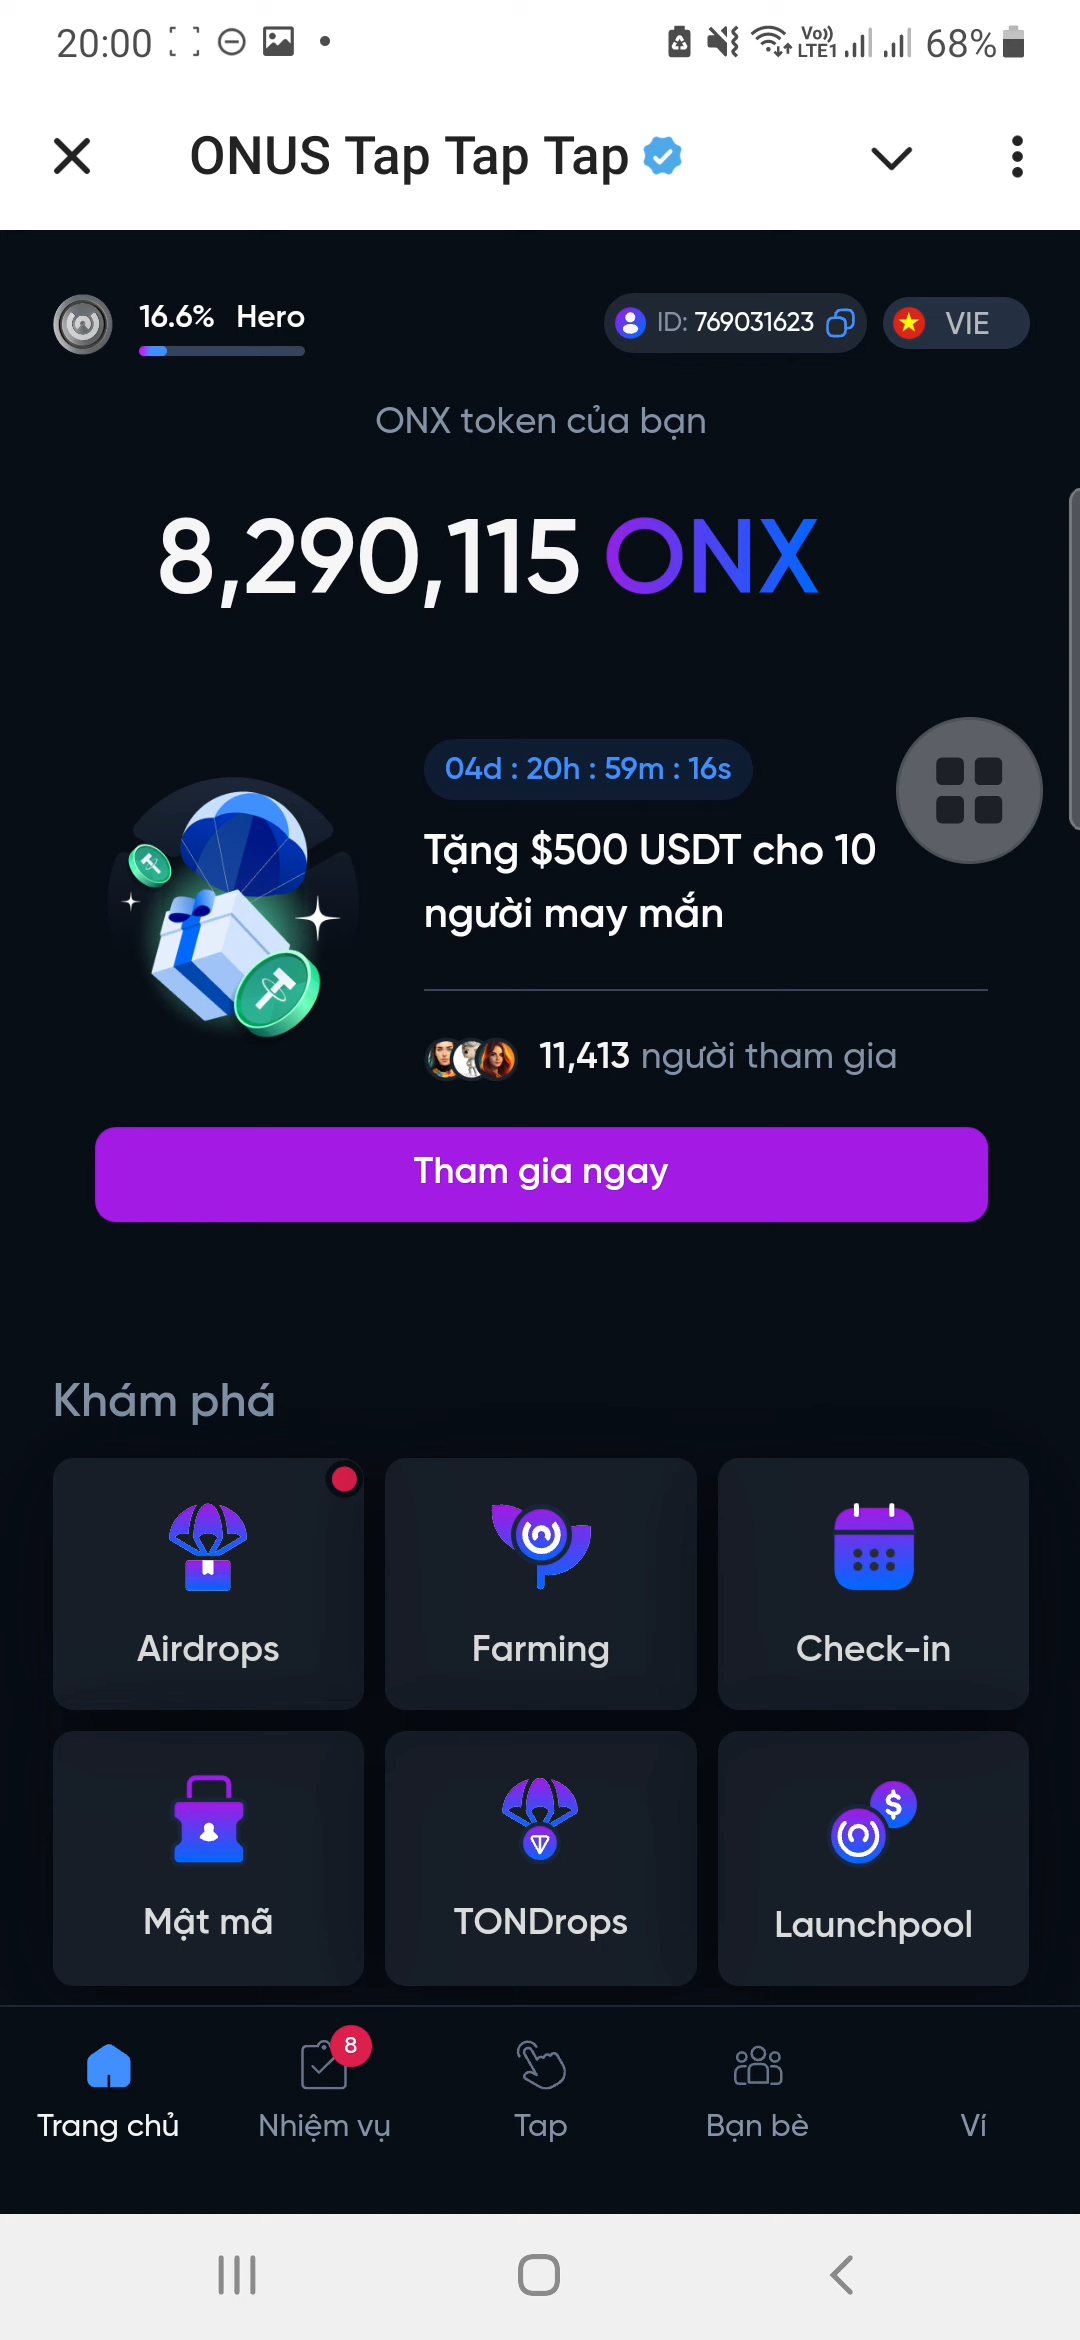 20:00
Vo)) LTE1
68%
ONUS Tap Tap Tap
16.6% Hero
ID: 769031623
VIE
ONX token của bạn
8,290,115 ONX
04d : 20h : 59m : 16s
Tặng $500 USDT cho 10
người may mắn
11,413 người tham gia
Tham gia ngay
Khám phá
Airdrops
Farming
Check-in
Mật mã
TONDrops
Launchpool
8
Trang chủ
Nhiệm vụ
Tap
Bạn bè
Ví